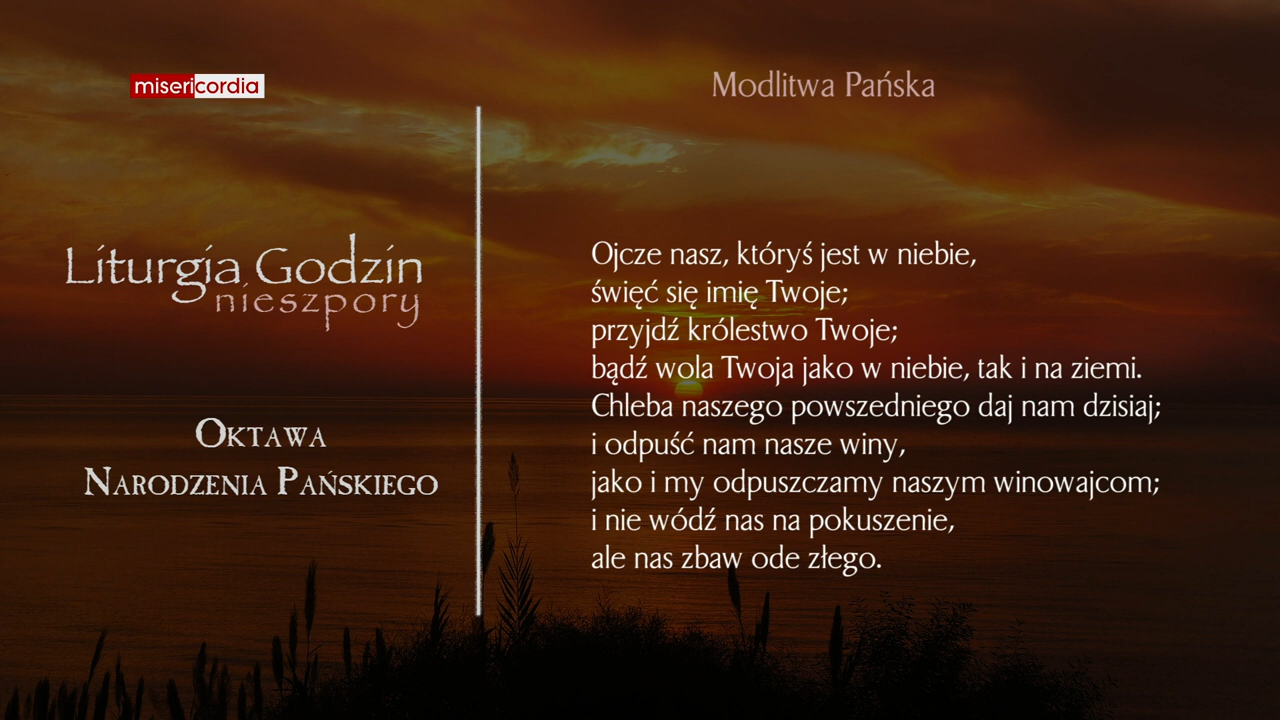 misericordia
Liturgia Godzin
nieszpory
Oktawa
Narodzenia Pańskiego
Modlitwa Pańska
Ojcze nasz, któryś jest w niebie,
święć się imię Twoje;
przyjdź królestwo Twoje;
bądź wola Twoja jako w niebie, tak i na ziemi.
Chleba naszego powszedniego daj nam dzisiaj;
i odpuść nam nasze winy,
jako i my odpuszczamy naszym winowajcom;
i nie wódź nas na pokuszenie,
ale nas zbaw ode złego.